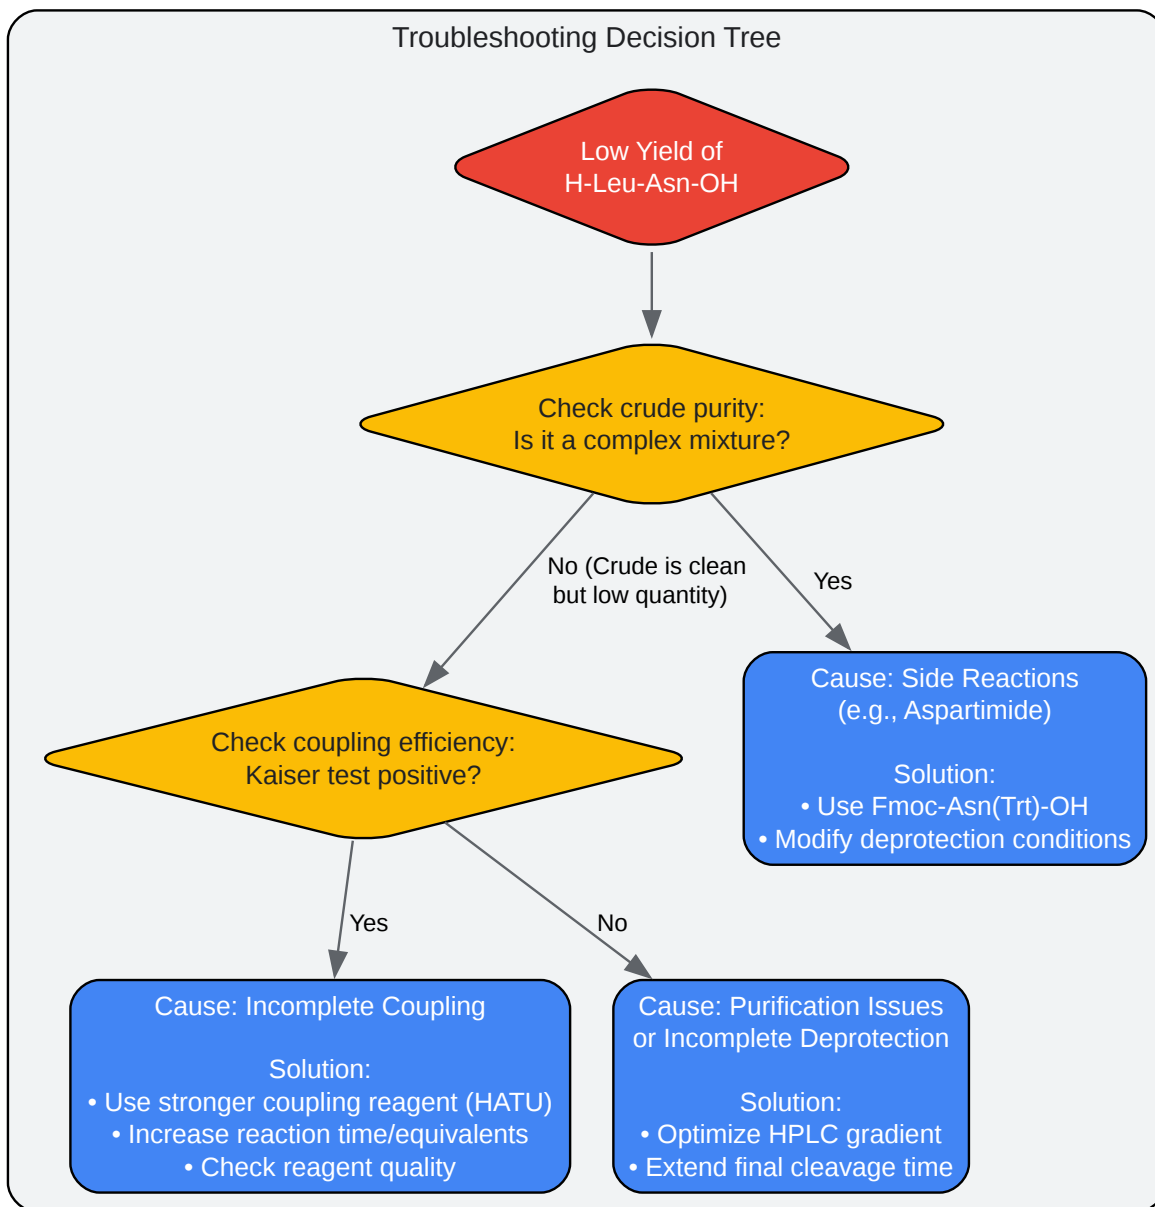 Troubleshooting Decision Tree
Low Yield of
H-Leu-Asn-OH
Check crude purity:
Is it a complex mixture?
No (Crude is clean
but low quantity)
Yes
Cause: Side Reactions
(e.g., Aspartimide)
Solution:
• Use Fmoc-Asn(Trt)-OH
• Modify deprotection conditions
Check coupling efficiency:
Kaiser test positive?
Yes
No
Cause: Incomplete Coupling
Solution:
• Use stronger coupling reagent (HATU)
• Increase reaction time/equivalents
• Check reagent quality
Cause: Purification Issues
or Incomplete Deprotection
Solution:
• Optimize HPLC gradient
• Extend final cleavage time